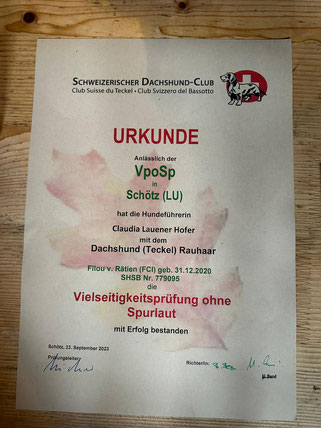 SCHWEIZERISCHER DACHSHUND-CLUB
Club Suisse du Teckel • Club Svizzero del Bassotto
URKUNDE
Anlässlich der
VpoSp
in
Schötz (LU)
hat die Hundeführerin
Claudia Lauener Hofer
mit dem
Dachshund (Teckel) Rauhaar
Filou v. Rätien (FCI) geb. 31.12.2020
SHSB Nr. 779095
die
Vielseitigkeitsprüfung ohne
Spurlaut
mit Erfolg bestanden
Schötz, 23. September 2023
Prüfungsleiter:
RichterIn: